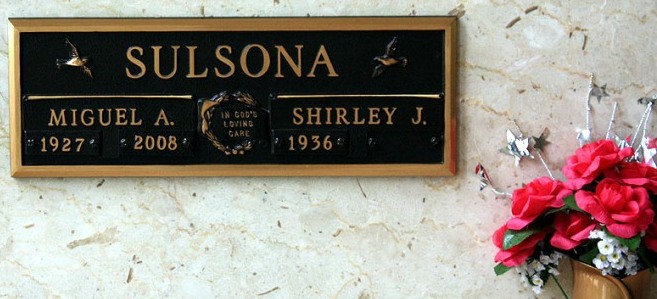 SULSONA
MIGUEL A.
1927 2008
IN GOD'S
LOVING
CARE
SHIRLEY J.
1936